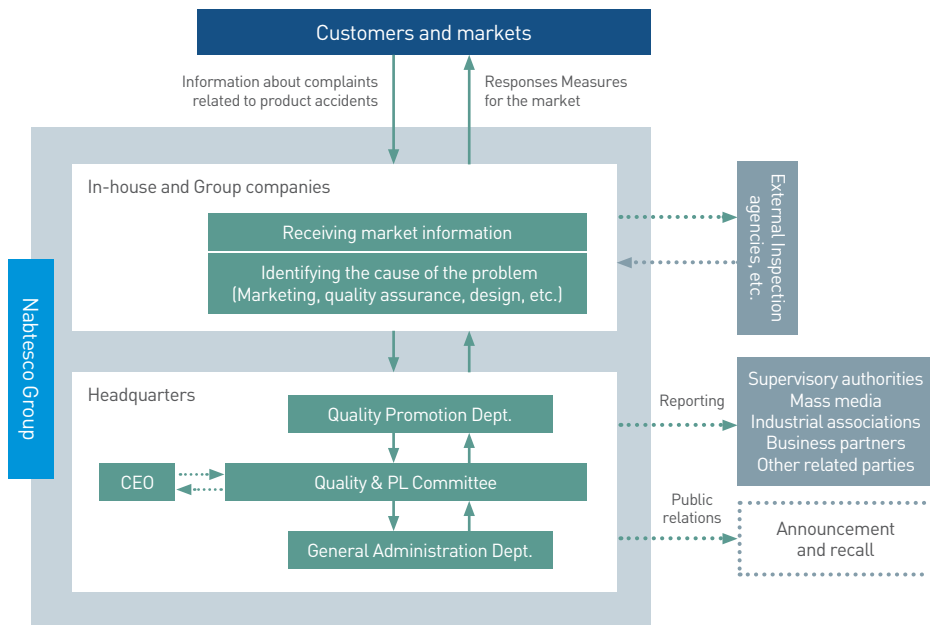 Customers and markets
Information about complaints
related to product accidents
Responses Measures
for the market
In-house and Group companies
Receiving market information
Identifying the cause of the problem
(Marketing, quality assurance, design, etc.)
External Inspection
agencies, etc.
Nabtesco Group
Headquarters
Quality Promotion Dept.
CEO
Quality & PL Committee
General Administration Dept.
Reporting
Supervisory authorities
Mass media
Industrial associations
Business partners
Other related parties
Public
relations
Announcement
and recall